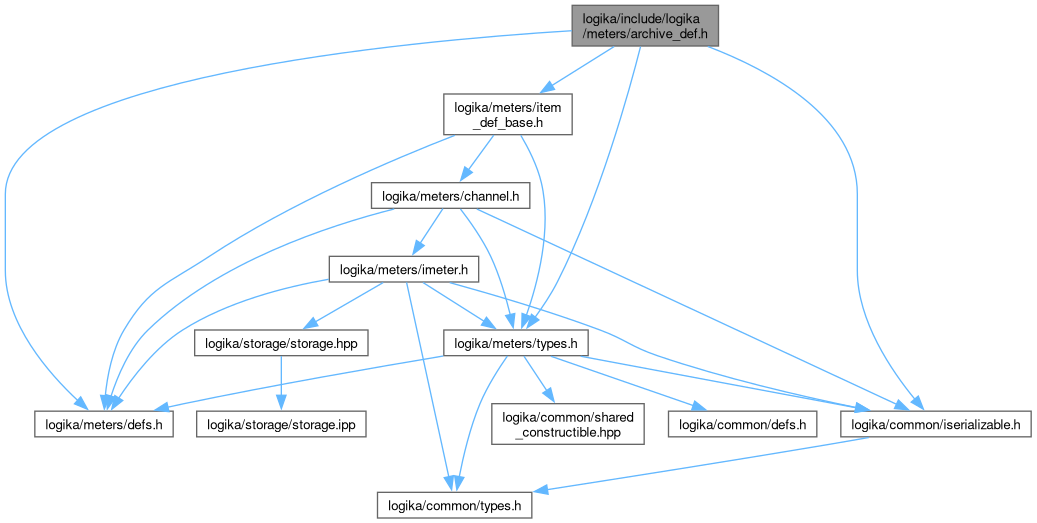 logika/include/logika
/meters/archive_def.h
logika/meters/item
_def_base.h
logika/meters/channel.h
logika/meters/imeter.h
logika/storage/storage.hpp
logika/meters/types.h
logika/meters/defs.h
logika/storage/storage.ipp
logika/common/shared
_constructible.hpp
logika/common/defs.h
logika/common/iserializable.h
logika/common/types.h